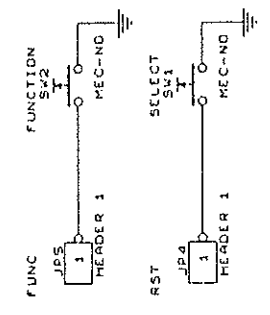 FUNC
JP5
1
HEADER 1
FUNCTION
SW2
MEC-NO
RST
JP4
1
HEADER 1
SELECT
SW1
MEC-NO